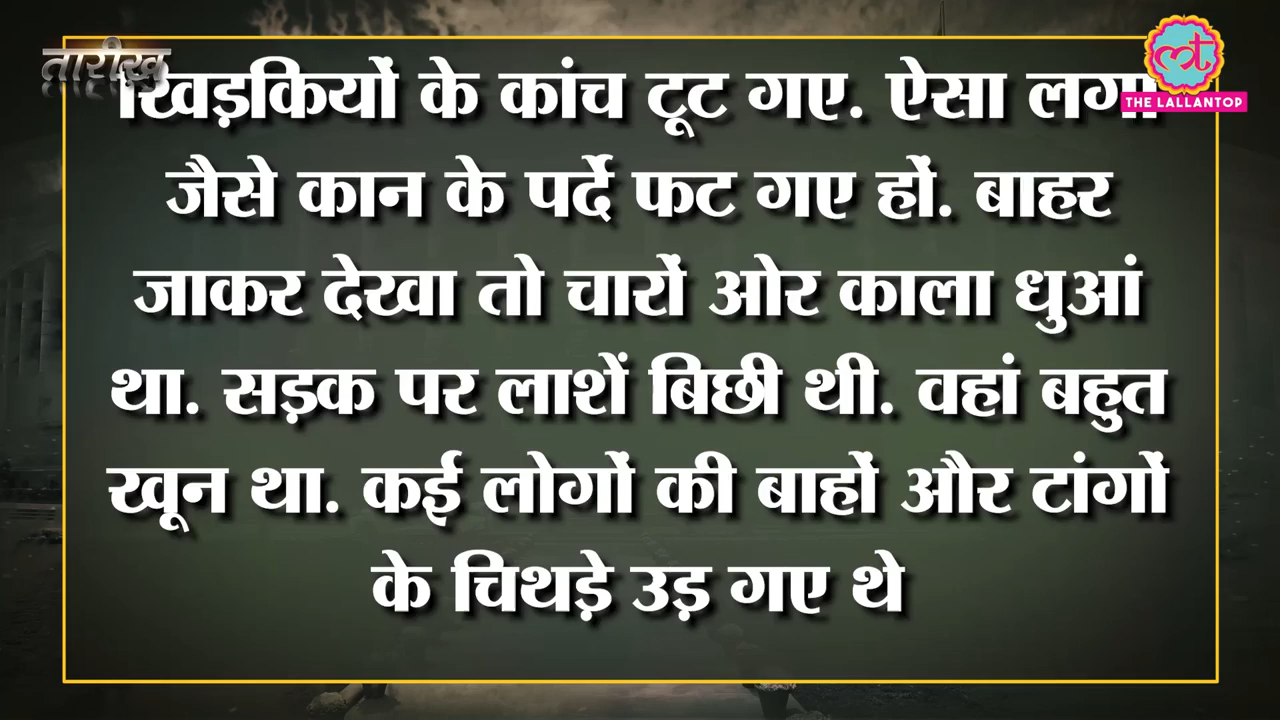 तारीख़
THE LALLANTOP
खिड़कियों के कांच टूट गए. ऐसा लगा
जैसे कान के पर्दे फट गए हों. बाहर
जाकर देखा तो चारों ओर काला धुआं
था. सड़क पर लाशें बिछी थी. वहां बहुत
खून था. कई लोगों की बाहों और टांगों
के चिथड़े उड़ गए थे